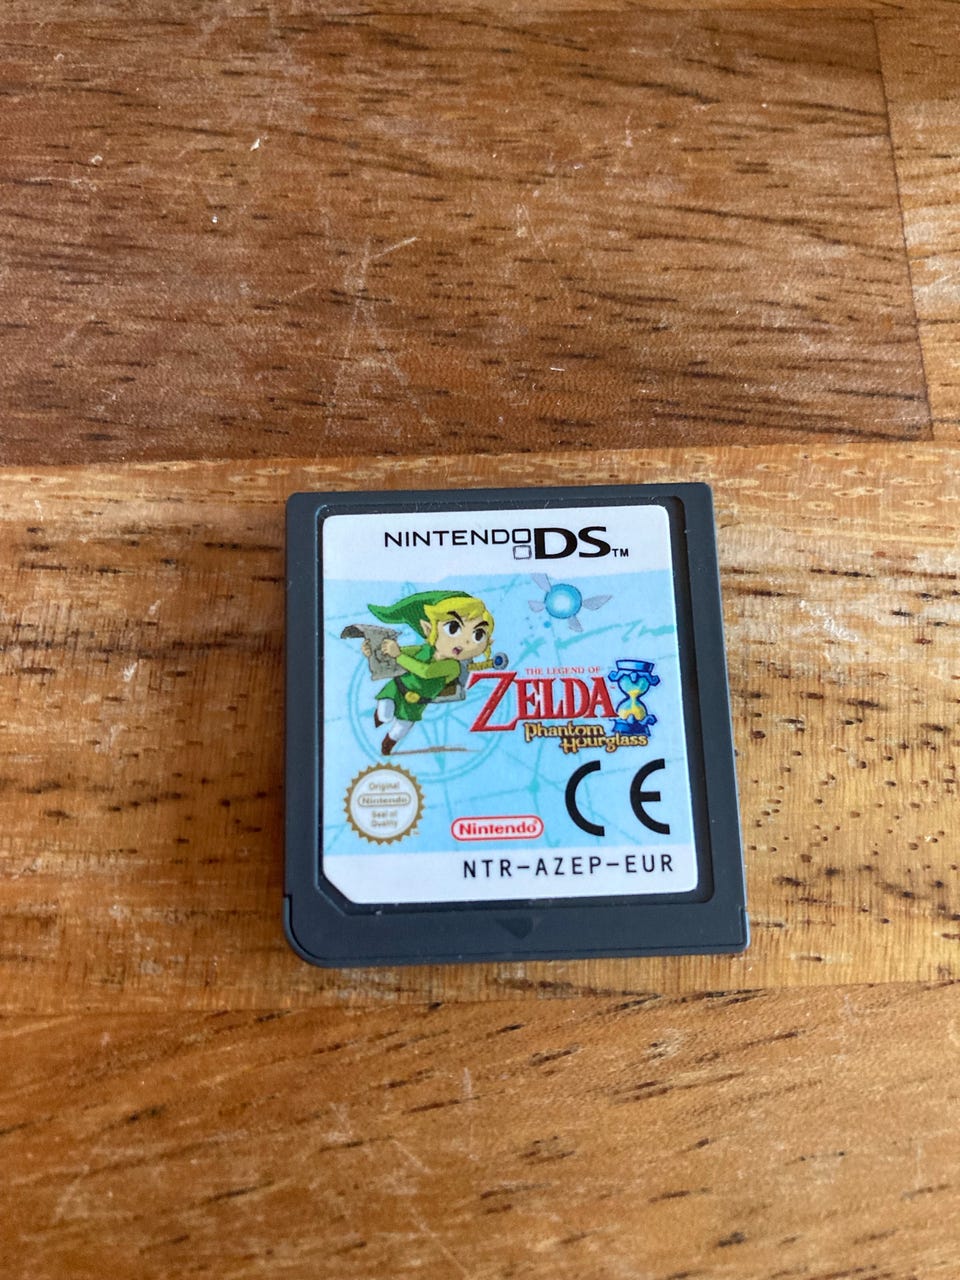 NINTENDO DS™
THE LEGEND OF
ZELDA
Phantom
Hourglass
Original
Nintendo
Seal of
Quality
Nintendo®
CE
NTR-AZEP-EUR